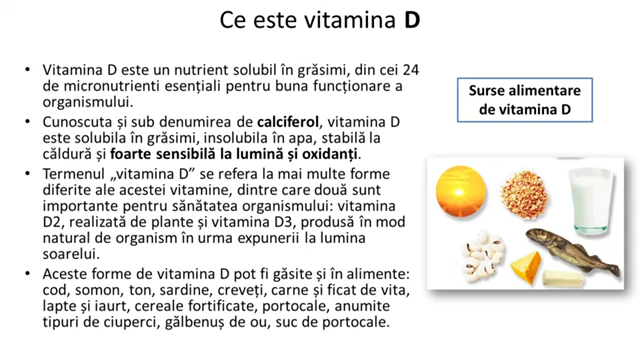 Ce este vitamina D
• Vitamina D este un nutrient solubil în grăsimi, din cei 24
de micronutrienti esențiali pentru buna funcționare a
organismului.
• Cunoscuta și sub denumirea de calciferol, vitamina D
este solubila în grăsimi, insolubila în apa, stabilă la
căldură și foarte sensibilă la lumină și oxidanți.
• Termenul „vitamina D” se refera la mai multe forme
diferite ale acestei vitamine, dintre care două sunt
importante pentru sănătatea organismului: vitamina
D2, realizată de plante și vitamina D3, produsă în mod
natural de organism în urma expunerii la lumina
soarelui.
• Aceste forme de vitamina D pot fi găsite și în alimente:
cod, somon, ton, sardine, creveți, carne și ficat de vita,
lapte și iaurt, cereale fortificate, portocale, anumite
tipuri de ciuperci, gălbenuș de ou, suc de portocale.
Surse alimentare
de vitamina D